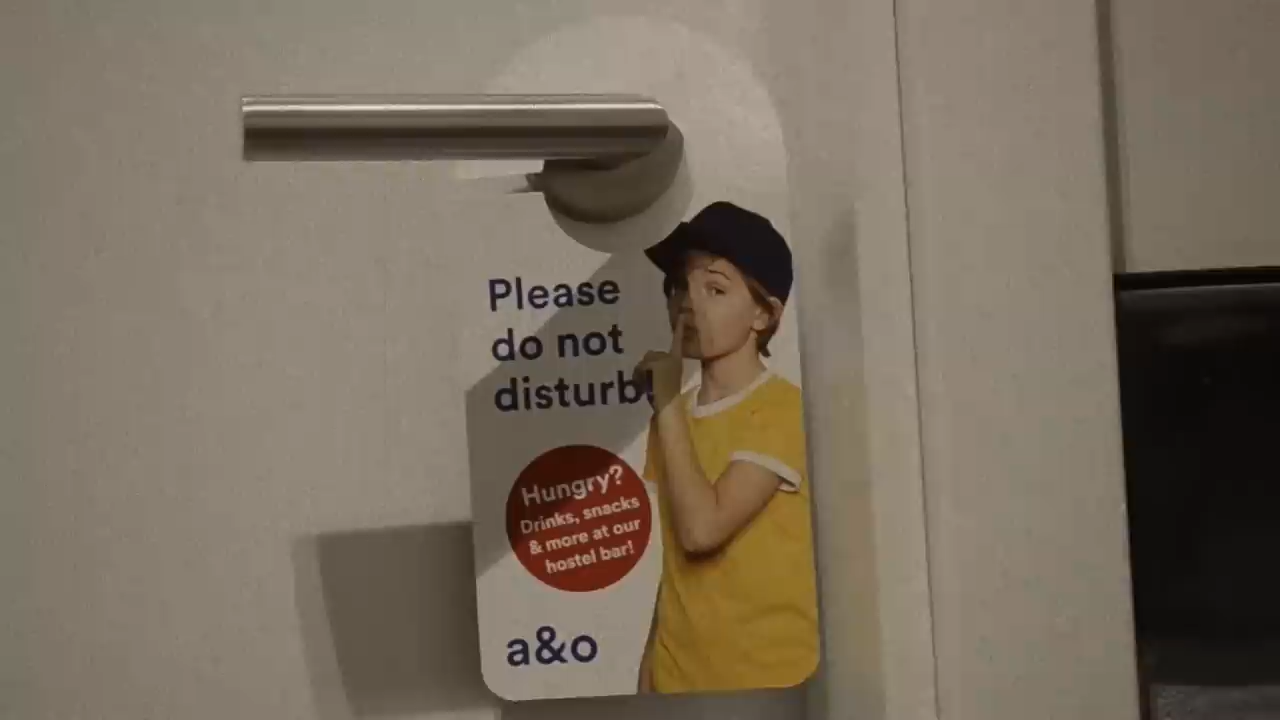 Please
do not
disturb!
Hungry?
Drinks, snacks
& more at our
hostel bar!
a&o